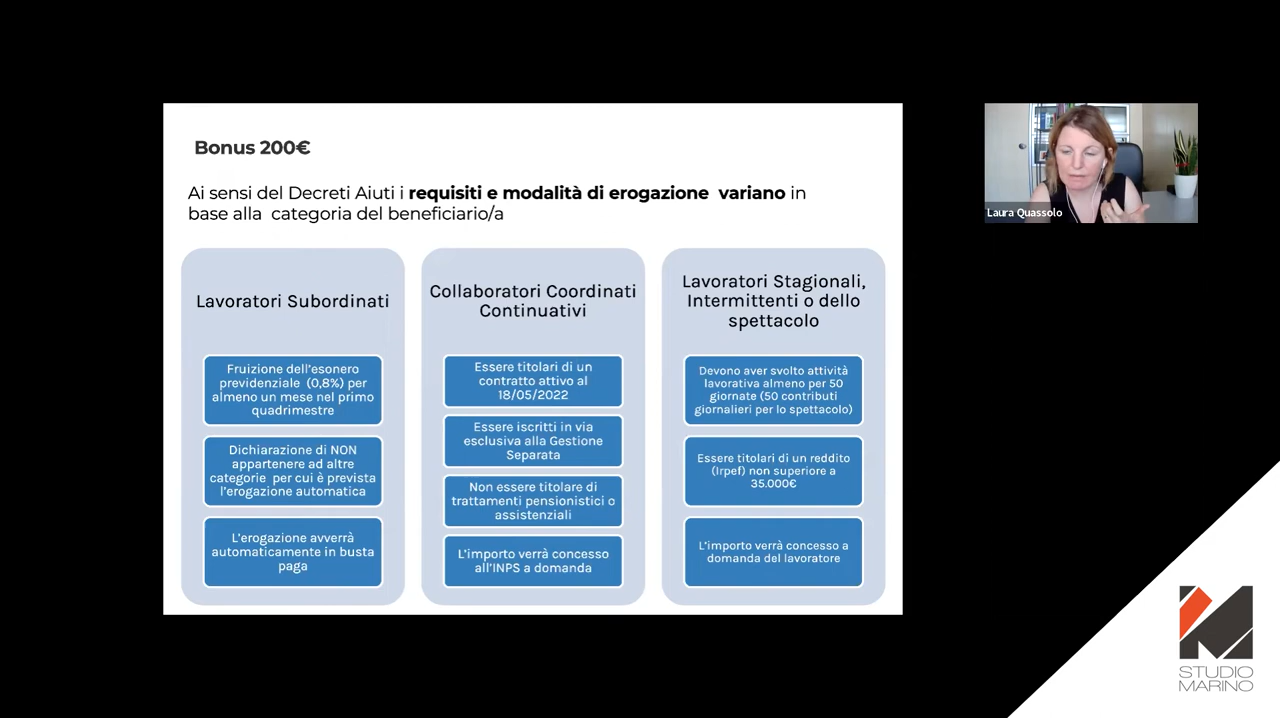 Bonus 200€
Ai sensi del Decreti Aiuti i requisiti e modalità di erogazione variano in
base alla categoria del beneficiario/a
Lavoratori Subordinati
Fruizione dell'esonero
previdenziale (0,8%) per
almeno un mese nel primo
quadrimestre
Dichiarazione di NON
appartenere ad altre
categorie per cui è prevista
l'erogazione automatica
L'erogazione avverrà
automaticamente in busta
paga
Collaboratori Coordinati
Continuativi
Essere titolari di un
contratto attivo al
18/05/2022
Essere iscritti in via
esclusiva alla Gestione
Separata
Non essere titolare di
trattamenti pensionistici o
assistenziali
L'importo verrà concesso
all'INPS a domanda
Lavoratori Stagionali,
Intermittenti o dello
spettacolo
Devono aver svolto attività
lavorativa almeno per 50
giornate (50 contributi
giornalieri per lo spettacolo)
Essere titolari di un reddito
(Irpef) non superiore a
35.000€
L'importo verrà concesso a
domanda del lavoratore
Laura Quassolo
STUDIO
MARINO